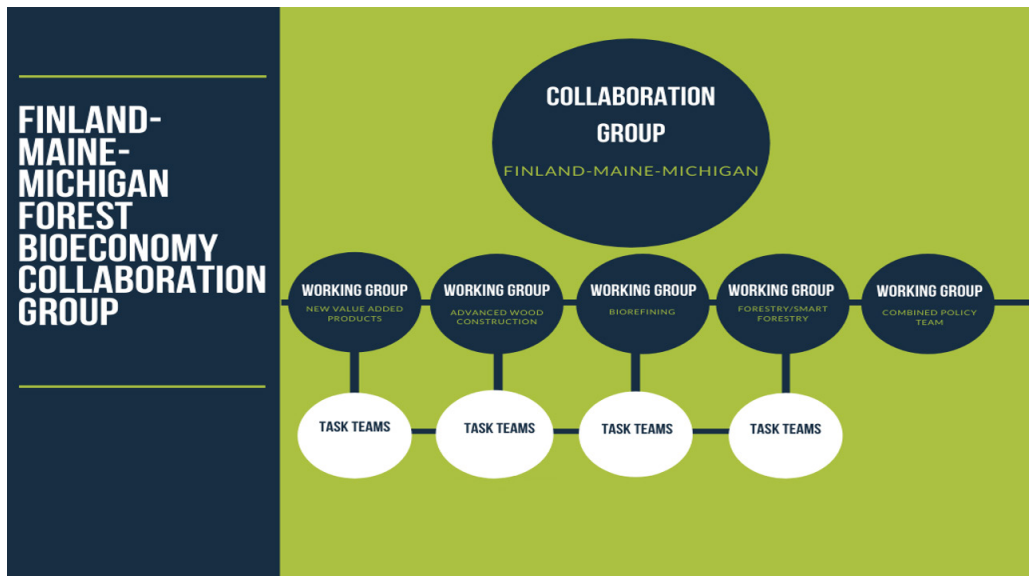 FINLAND-
MAINE-
MICHIGAN
FOREST
BIOECONOMY
COLLABORATION
GROUP
COLLABORATION
GROUP
FINLAND-MAINE-MICHIGAN
WORKING GROUP
NEW VALUE ADDED
PRODUCTS
WORKING GROUP
ADVANCED WOOD
CONSTRUCTION
WORKING GROUP
BIOREFINING
WORKING GROUP
FORESTRY/SMART
FORESTRY
WORKING GROUP
COMBINED POLICY
TEAM
TASK TEAMS
TASK TEAMS
TASK TEAMS
TASK TEAMS